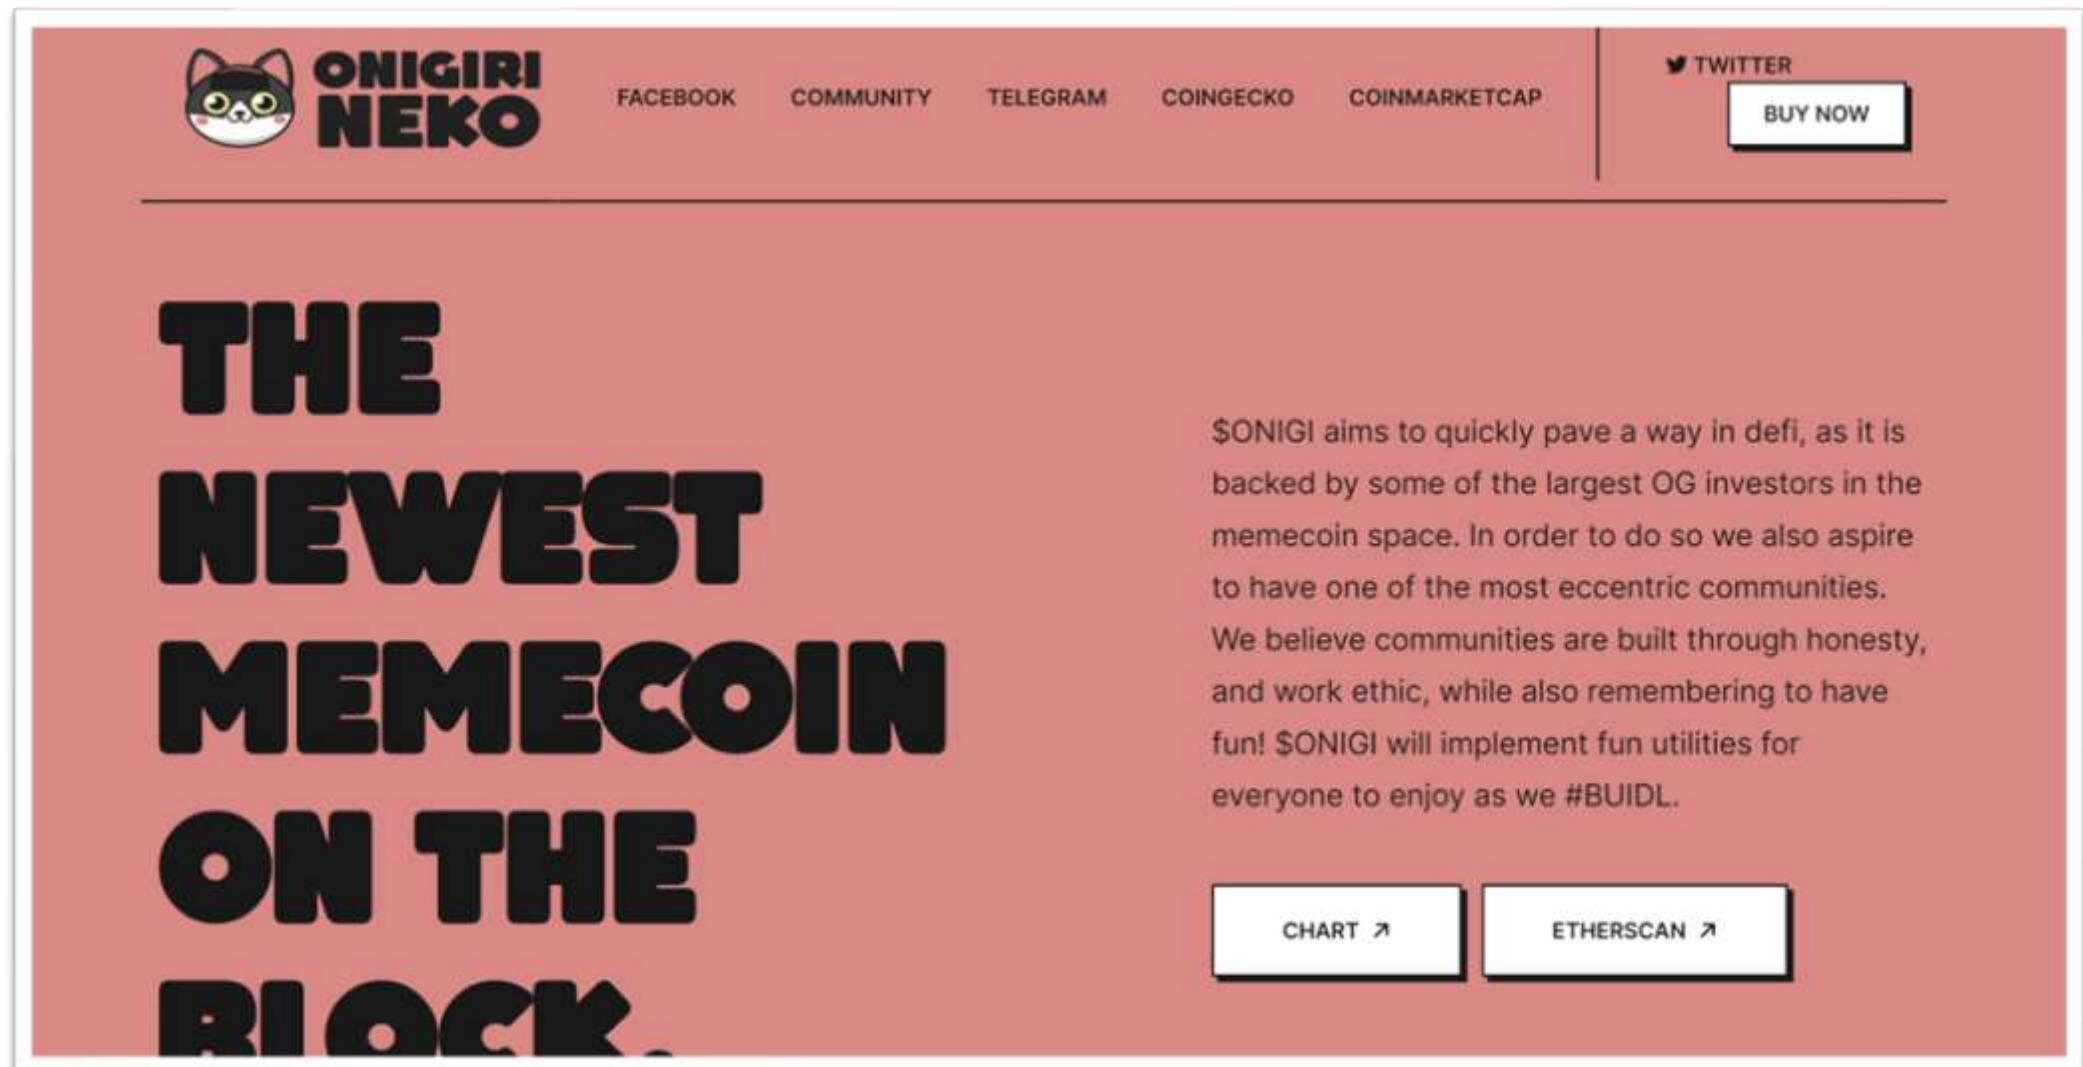 ONIGIRI
NEKO
FACEBOOK COMMUNITY TELEGRAM COINGECKO COINMARKETCAP
TWITTER
BUY NOW
THE
NEWEST
MEMECOIN
ON THE
BLOCK.
$ONIGI aims to quickly pave a way in defi, as it is
backed by some of the largest OG investors in the
memecoin space. In order to do so we also aspire
to have one of the most eccentric communities.
We believe communities are built through honesty,
and work ethic, while also remembering to have
fun! $ONIGI will implement fun utilities for
everyone to enjoy as we #BUIDL.
CHART ↗ ETHERSCAN ↗